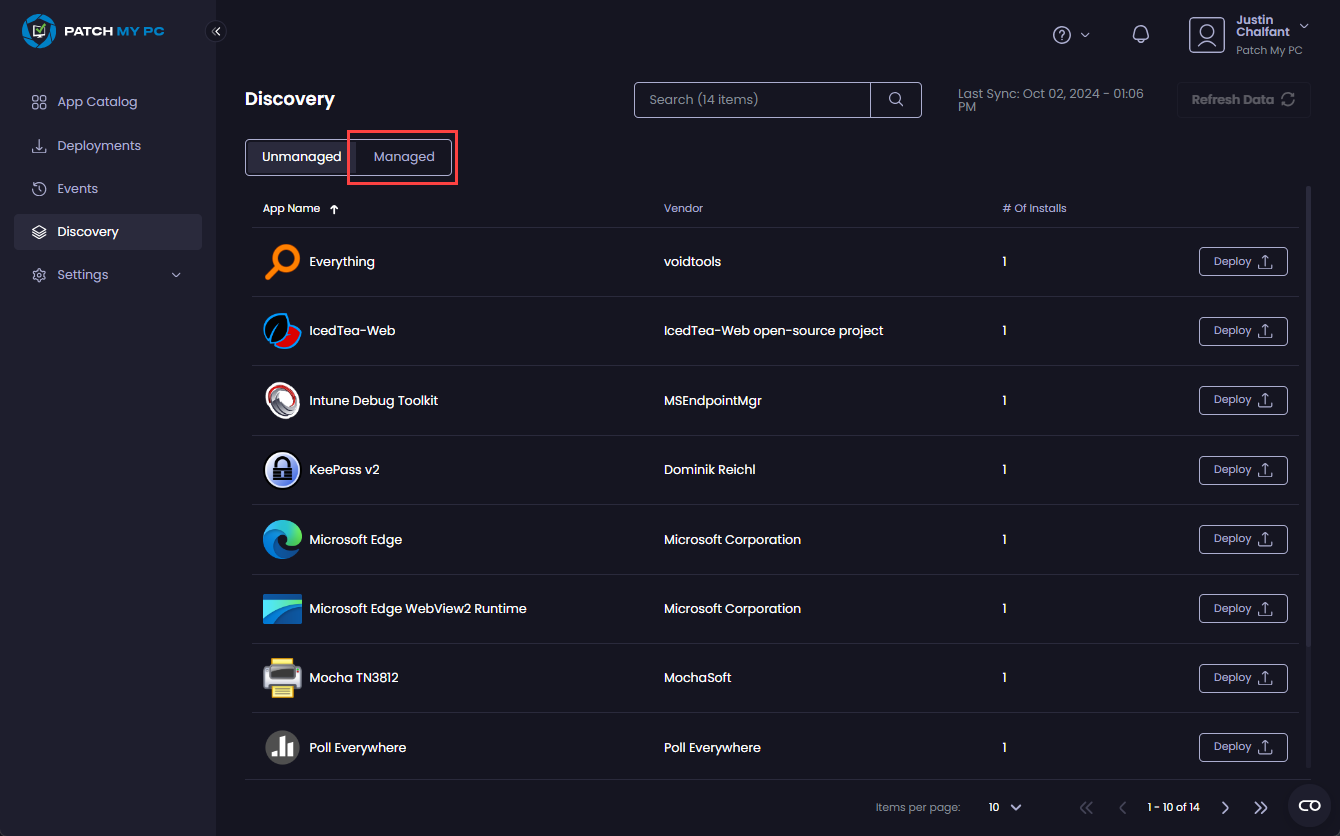 PATCH MY PC
Justin
Chalfant
Patch My PC
App Catalog
Deployments
Events
Discovery
Settings
Discovery
Search (14 items)
Last Sync: Oct 02, 2024 - 01:06
PM
Refresh Data
Unmanaged Managed
App Name Vendor # Of Installs
Everything voidtools 1 Deploy
IcedTea-Web IcedTea-Web open-source project 1 Deploy
Intune Debug Toolkit MSEndpointMgr 1 Deploy
KeePass v2 Dominik Reichl 1 Deploy
Microsoft Edge Microsoft Corporation 1 Deploy
Microsoft Edge WebView2 Runtime Microsoft Corporation 1 Deploy
Mocha TN3812 MochaSoft 1 Deploy
Poll Everywhere Poll Everywhere 1 Deploy
Items per page: 10 1 - 10 of 14